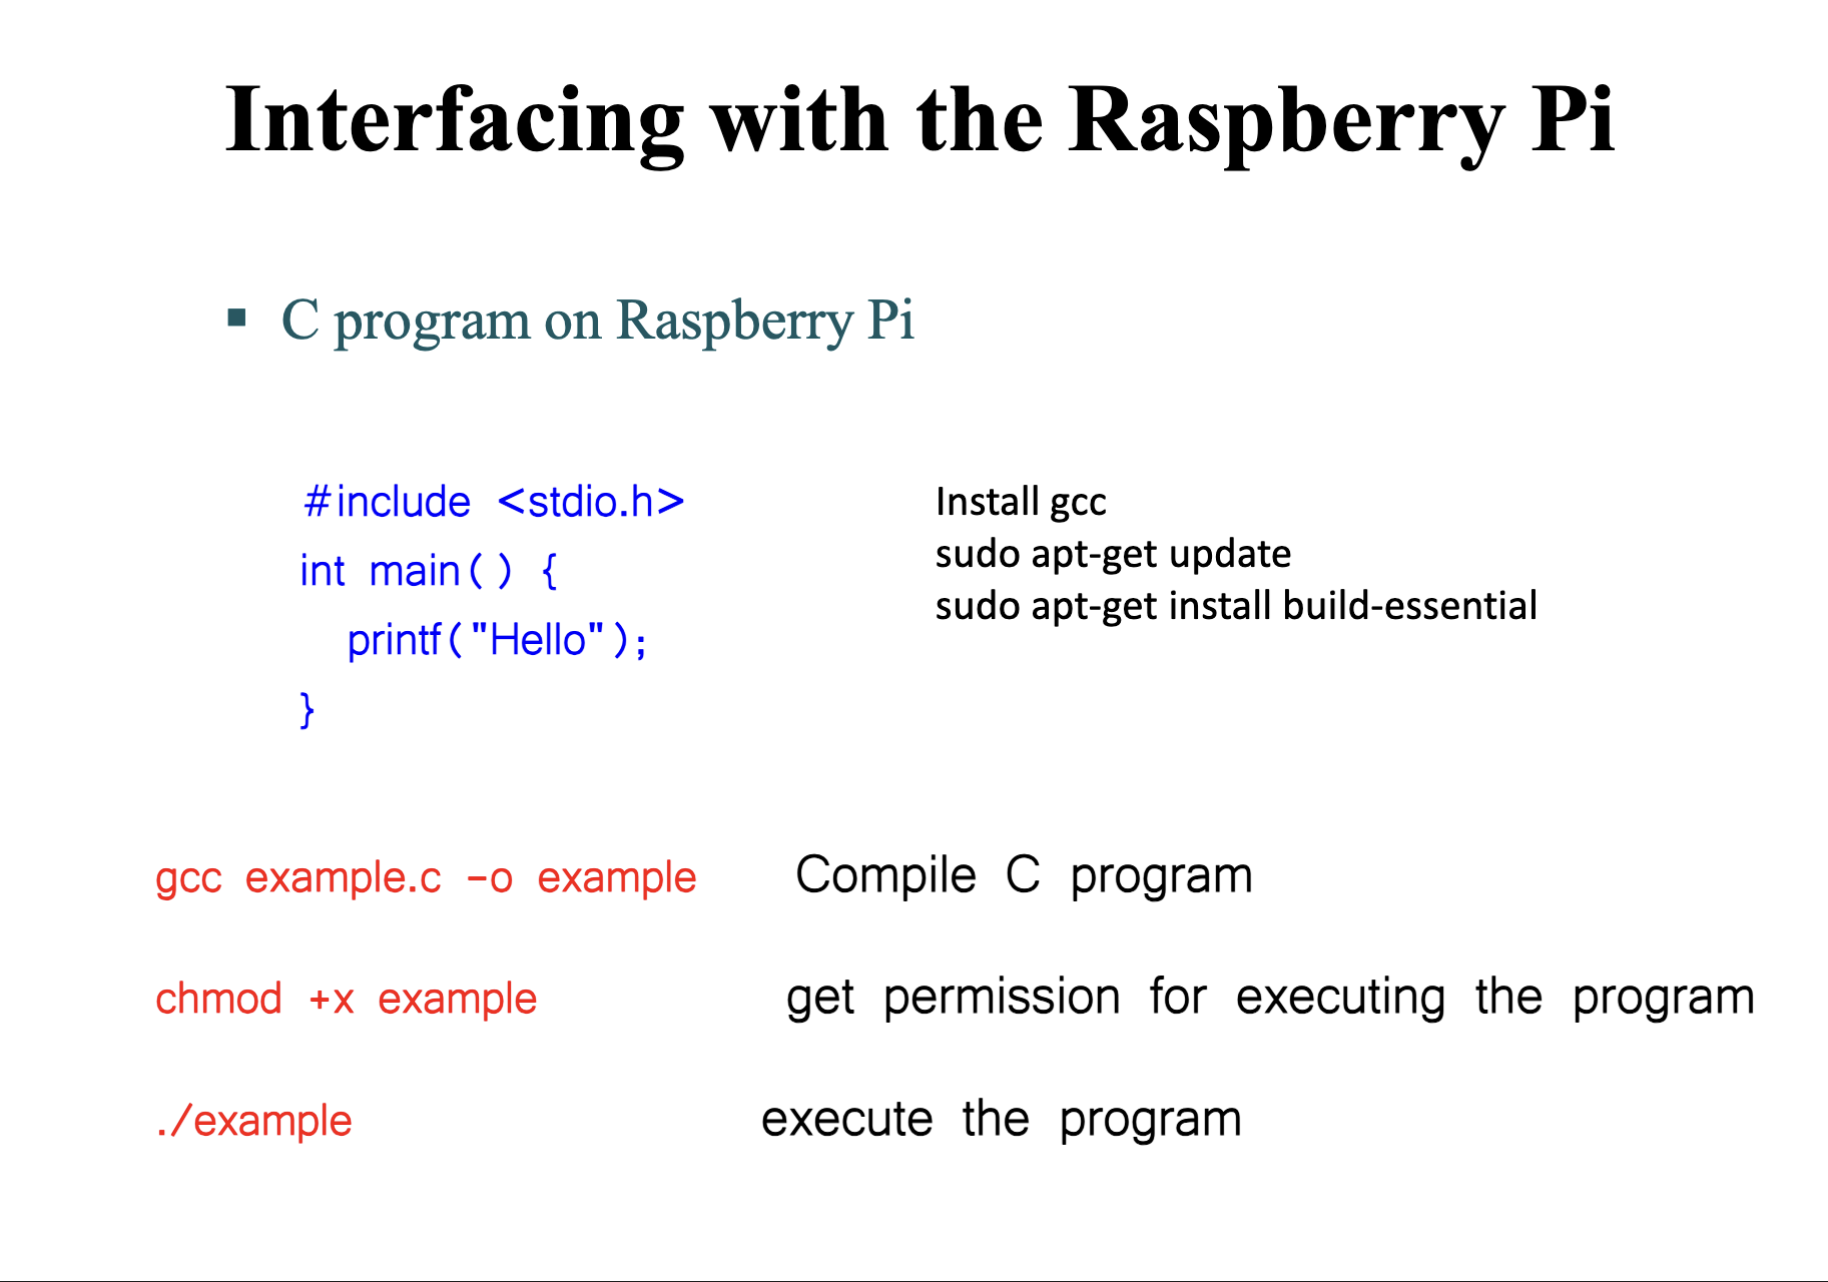 Interfacing with the Raspberry Pi
▪ C program on Raspberry Pi
#include <stdio.h>
int main() {
printf("Hello");
}
Install gcc
sudo apt-get update
sudo apt-get install build-essential
gcc example.c -o example Compile C program
chmod +x example get permission for executing the program
./example execute the program